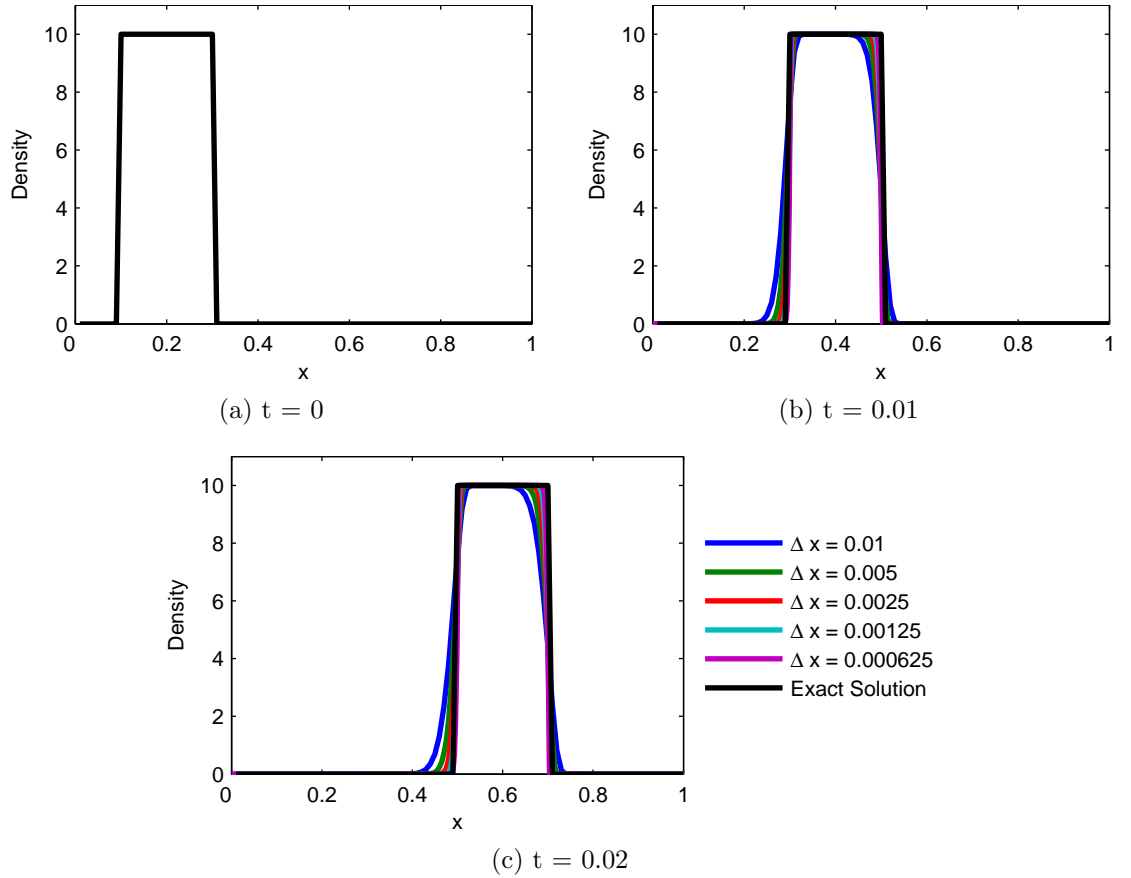 10
8
6
4
2
0
Density
0 0.2 0.4 0.6 0.8 1
x
(a) t = 0
10
8
6
4
2
0
Density
0 0.2 0.4 0.6 0.8 1
x
(b) t = 0.01
10
8
6
4
2
0
Density
0 0.2 0.4 0.6 0.8 1
x
(c) t = 0.02
Δ x = 0.01
Δ x = 0.005
Δ x = 0.0025
Δ x = 0.00125
Δ x = 0.000625
Exact Solution